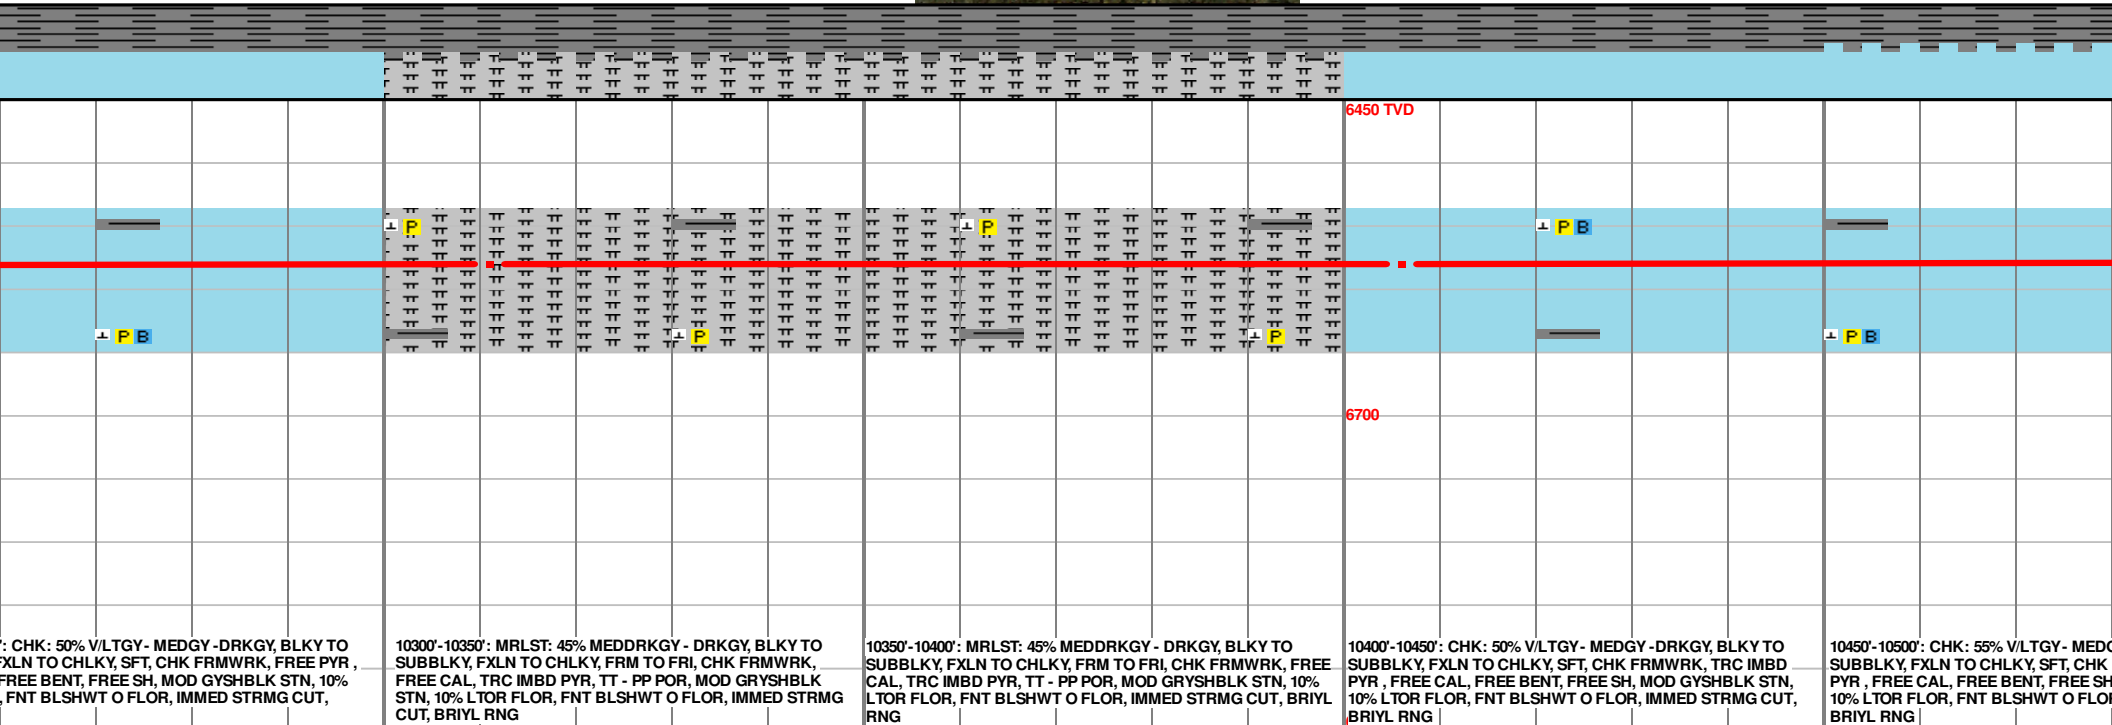 6450 TVD
P
P
P B
P B
P
P
P B
6700
': CHK: 50% V/LTGY - MEDGY -DRKGY, BLKY TO
FXLN TO CHLKY, SFT, CHK FRMWRK, FREE PYR ,
FREE BENT, FREE SH, MOD GYSHBLK STN, 10%
, FNT BLSHWT O FLOR, IMMED STRMG CUT,
10300'-10350': MRLST: 45% MEDDRKGY - DRKGY, BLKY TO
SUBBLKY, FXLN TO CHLKY, FRM TO FRI, CHK FRMWRK,
FREE CAL, TRC IMBD PYR, TT - PP POR, MOD GRYSHBLK
STN, 10% LTOR FLOR, FNT BLSHWT O FLOR, IMMED STRMG
CUT, BRIYL RNG
10350'-10400': MRLST: 45% MEDDRKGY - DRKGY, BLKY TO
SUBBLKY, FXLN TO CHLKY, FRM TO FRI, CHK FRMWRK, FREE
CAL, TRC IMBD PYR, TT - PP POR, MOD GRYSHBLK STN, 10%
LTOR FLOR, FNT BLSHWT O FLOR, IMMED STRMG CUT, BRIYL
RNG
10400'-10450': CHK: 50% V/LTGY - MEDGY -DRKGY, BLKY TO
SUBBLKY, FXLN TO CHLKY, SFT, CHK FRMWRK, TRC IMBD
PYR , FREE CAL, FREE BENT, FREE SH, MOD GYSHBLK STN,
10% LTOR FLOR, FNT BLSHWT O FLOR, IMMED STRMG CUT,
BRIYL RNG
10450'-10500': CHK: 55% V/LTGY - MEDG
SUBBLKY, FXLN TO CHLKY, SFT, CHK
PYR , FREE CAL, FREE BENT, FREE SH
10% LTOR FLOR, FNT BLSHWT O FLOR
BRIYL RNG